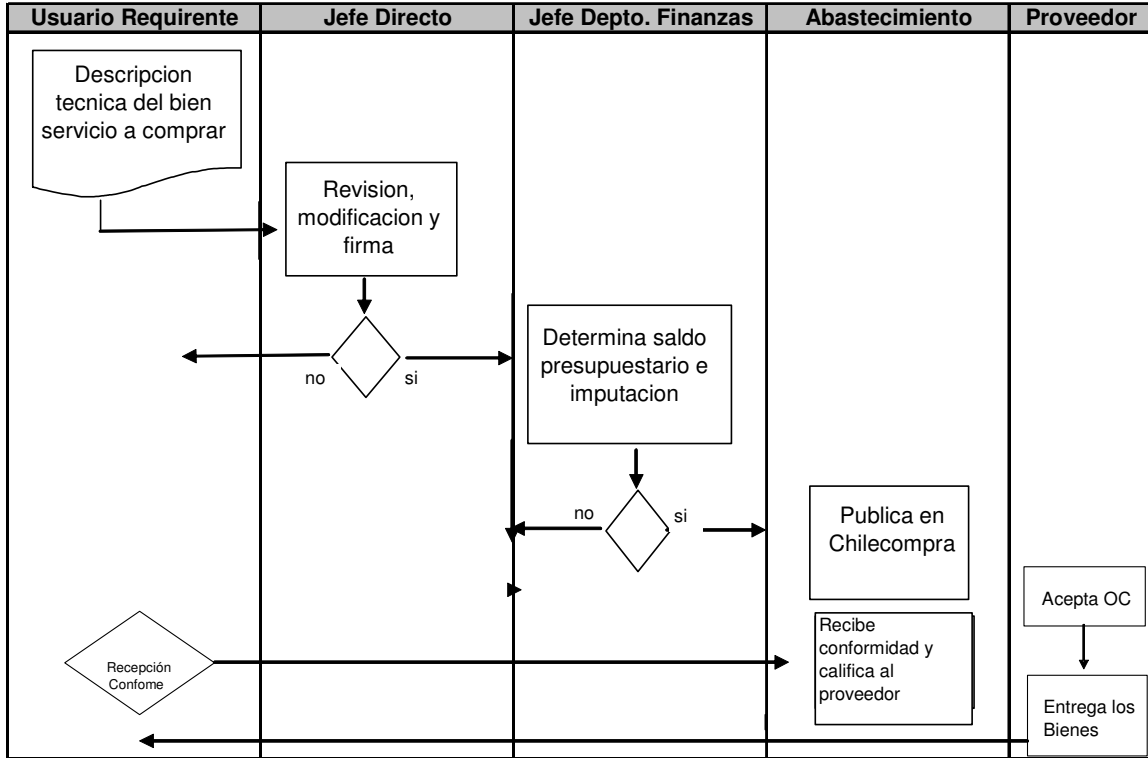 Usuario Requirente
Jefe Directo
Jefe Depto. Finanzas
Abastecimiento
Proveedor
Descripcion
tecnica del bien
servicio a comprar
Revision,
modificacion y
firma
no
si
Determina saldo
presupuestario e
imputacion
no
si
Publica en
Chilecompra
Acepta OC
Recepción
Confome
Recibe
conformidad y
califica al
proveedor
Entrega los
Bienes